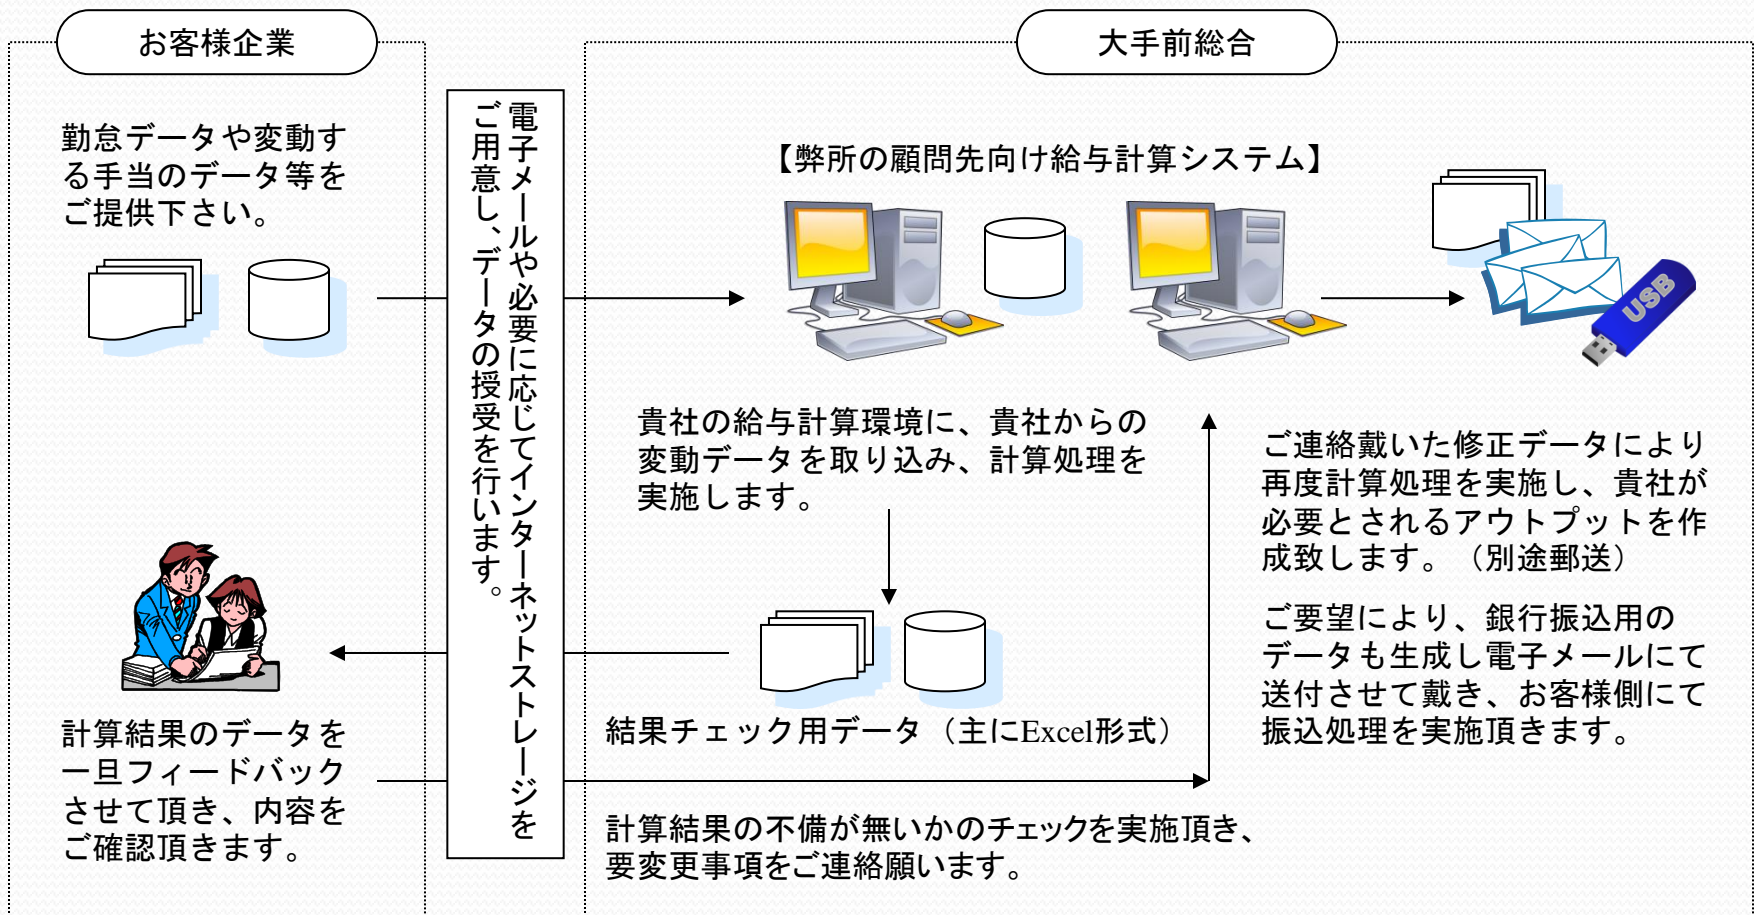 お客様企業
大手前総合
勤怠データや変動す
る手当のデータ等を
ご提供下さい。
電子メールや必要に応じてインターネットストレージを
ご用意し、データの授受を行います。
【弊所の顧問先向け給与計算システム】
USB
貴社の給与計算環境に、貴社からの
変動データを取り込み、計算処理を
実施します。
ご連絡戴いた修正データにより
再度計算処理を実施し、貴社が
必要とされるアウトプットを作
成致します。（別途郵送）
ご要望により、銀行振込用の
データも生成し電子メールにて
送付させて戴き、お客様側にて
振込処理を実施頂きます。
結果チェック用データ（主にExcel形式）
計算結果のデータを
一旦フィードバック
させて頂き、内容を
ご確認頂きます。
計算結果の不備が無いかのチェックを実施頂き、
要変更事項をご連絡願います。